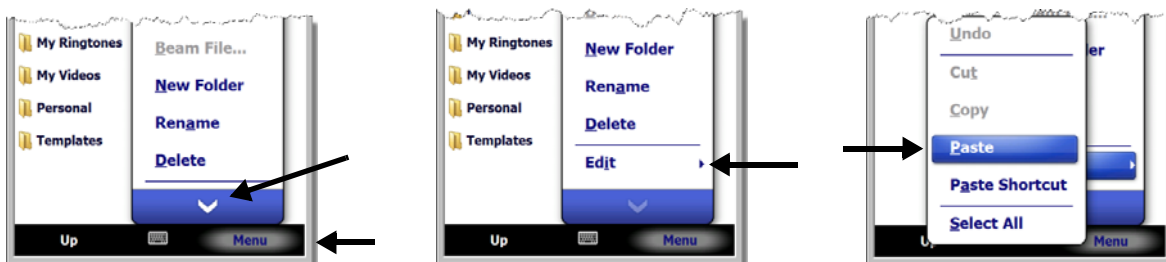 My Ringtones
My Videos
Personal
Templates
Beam File...
New Folder
Rename
Delete
Up
Menu
My Ringtones
My Videos
Personal
Templates
New Folder
Rename
Delete
Edit
Up
Menu
Undo
Cut
Copy
Paste
Paste Shortcut
Select All
er
U
Menu